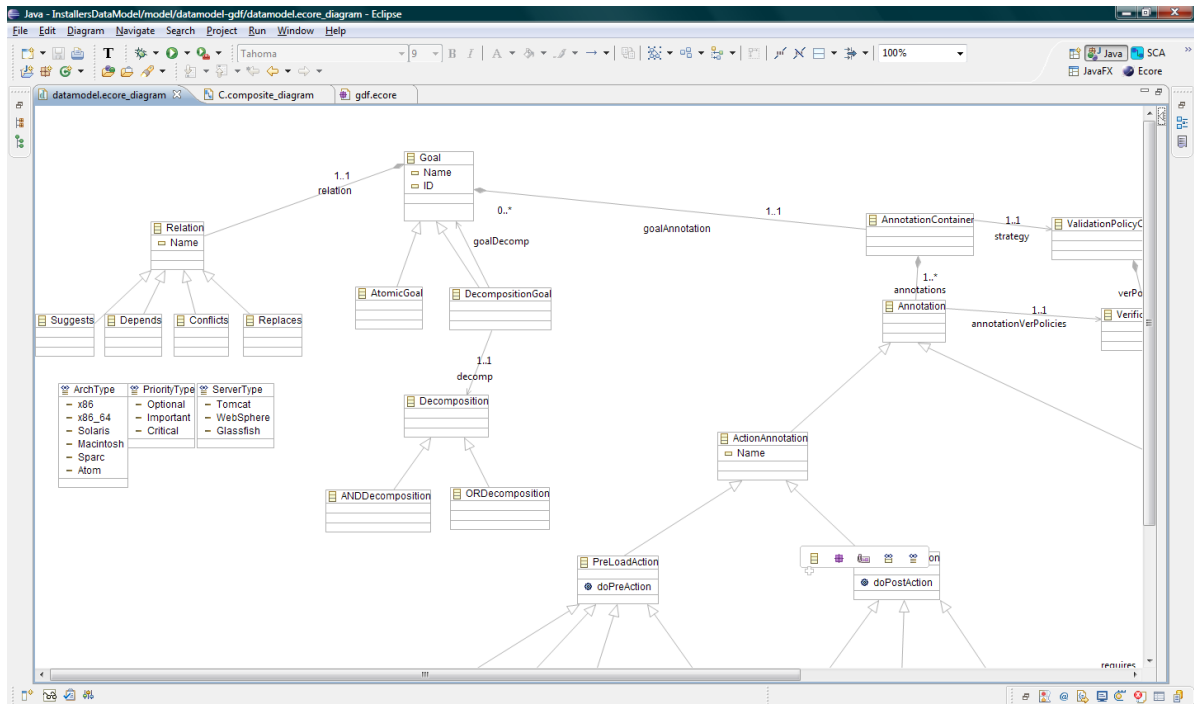 Java - InstallersDataModel/model/datamodel-gdf/datamodel.ecore_diagram - Eclipse
File Edit Diagram Navigate Search Project Run Window Help
Tahoma 9 B I A 100% Java SCA
JavaFX Ecore
datamodel.ecore_diagram C.composite_diagram gdf.ecore
Goal
Name
ID
1..1
relation
0..*
goalDecomp
1..1
goalAnnotation
Relation
Name
AnnotationContainer
1..1
strategy
ValidationPolicyC
1..*
annotations
verPo
AtomicGoal
DecompositionGoal
Annotation
1..1
annotationVerPolicies
Verific
Suggests
Depends
Conflicts
Replaces
1..1
decomp
ArchType
x86
x86_64
Solaris
Macintosh
Sparc
Atom
PriorityType
Optional
Important
Critical
ServerType
Tomcat
WebSphere
Glassfish
Decomposition
ActionAnnotation
Name
ANDDecomposition
ORDecomposition
PreLoadAction
doPreAction
on
doPostAction
requires